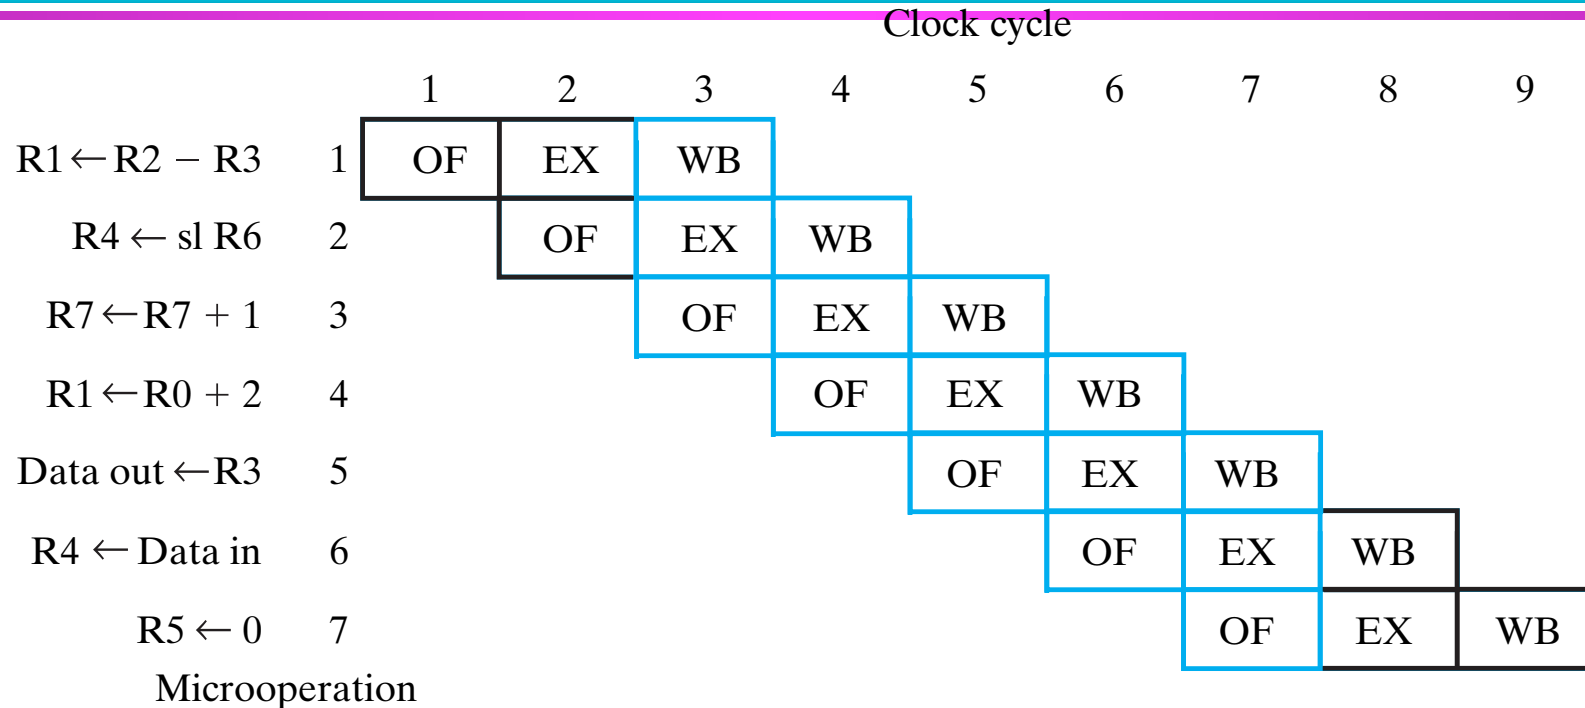 Clock cycle
1 2 3 4 5 6 7 8 9
R1 ← R2 − R3 1 OF EX WB
R4 ← sl R6 2 OF EX WB
R7 ← R7 + 1 3 OF EX WB
R1 ← R0 + 2 4 OF EX WB
Data out ← R3 5 OF EX WB
R4 ← Data in 6 OF EX WB
R5 ← 0 7 OF EX WB
Microoperation